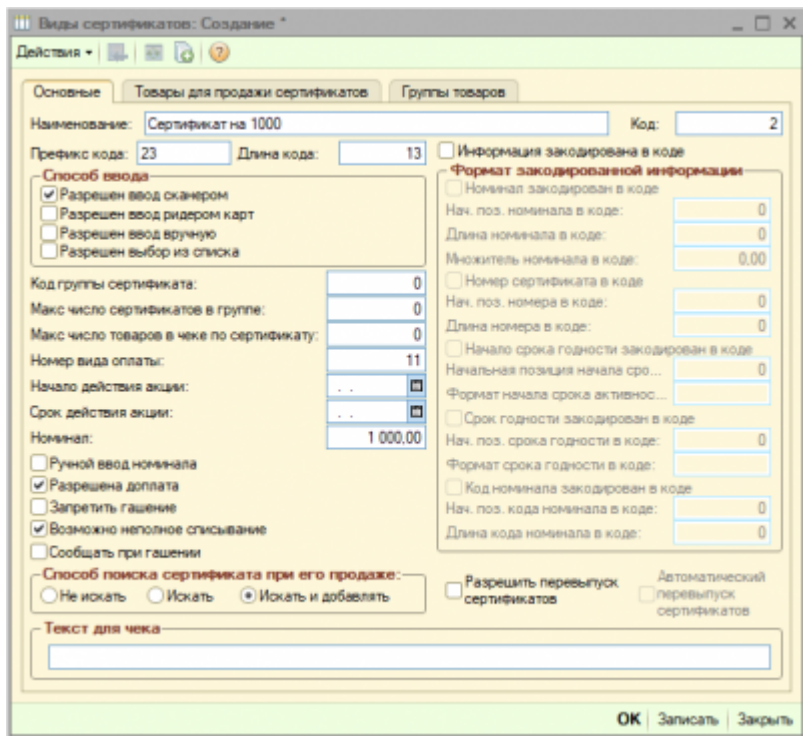 Виды сертификатов: Создание *
Действия
Основные Товары для продажи сертификатов Группы товаров
Наименование: Сертификат на 1000 Код: 2
Префикс кода: 23 Длина кода: 13 Информация закодирована в коде
Способ ввода
Разрешен ввод сканером
Разрешен ввод ридером карт
Разрешен ввод вручную
Разрешен выбор из списка
Код группы сертификата: 0
Макс число сертификатов в группе: 0
Макс число товаров в чеке по сертификату: 0
Номер вида оплаты: 11
Начало действия акции: . .
Срок действия акции: . .
Номинал: 1 000.00
Ручной ввод номинала
Разрешена доплата
Запретить гашение
Возможно неполное списывание
Сообщать при гашении
Формат закодированной информации
Номинал закодирован в коде
Нач. поз. номинала в коде: 0
Длина номинала в коде: 0
Множитель номинала в коде: 0,00
Номер сертификата в коде
Нач. поз. номера в коде: 0
Длина номера в коде: 0
Начало срока годности закодирован в коде
Начальная позиция начала сро... 0
Формат начала срока активнос...
Срок годности закодирован в коде
Нач. поз. срока годности в коде: 0
Формат срока годности в коде:
Код номинала закодирован в коде
Нач. поз. кода номинала в коде: 0
Длина кода номинала в коде: 0
Способ поиска сертификата при его продаже:
Не искать Искать Искать и добавлять
Разрешить перевыпуск
сертификатов
Автоматический
перевыпуск
сертификатов
Текст для чека
OK Записать Закрыть